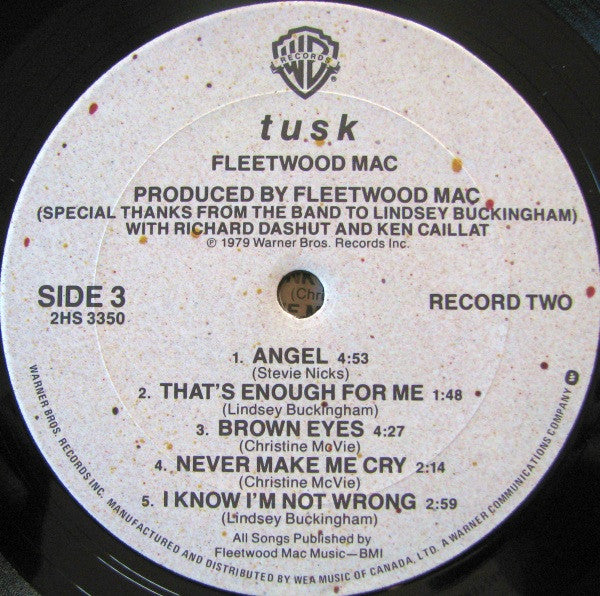 WB
RECORDS
tusk
FLEETWOOD MAC
PRODUCED BY FLEETWOOD MAC
(SPECIAL THANKS FROM THE BAND TO LINDSEY BUCKINGHAM)
WITH RICHARD DASHUT AND KEN CAILLAT
℗ 1979 Warner Bros. Records Inc.
SIDE 3
2HS 3350
RECORD TWO
1. ANGEL 4:53
(Stevie Nicks)
2. THAT'S ENOUGH FOR ME 1:48
(Lindsey Buckingham)
3. BROWN EYES 4:27
(Christine McVie)
4. NEVER MAKE ME CRY 2:14
(Christine McVie)
5. I KNOW I'M NOT WRONG 2:59
(Lindsey Buckingham)
All Songs Published by
Fleetwood Mac Music—BMI
WARNER BROS. RECORDS INC. MANUFACTURED AND DISTRIBUTED BY WEA MUSIC OF CANADA, LTD. A WARNER COMMUNICATIONS COMPANY